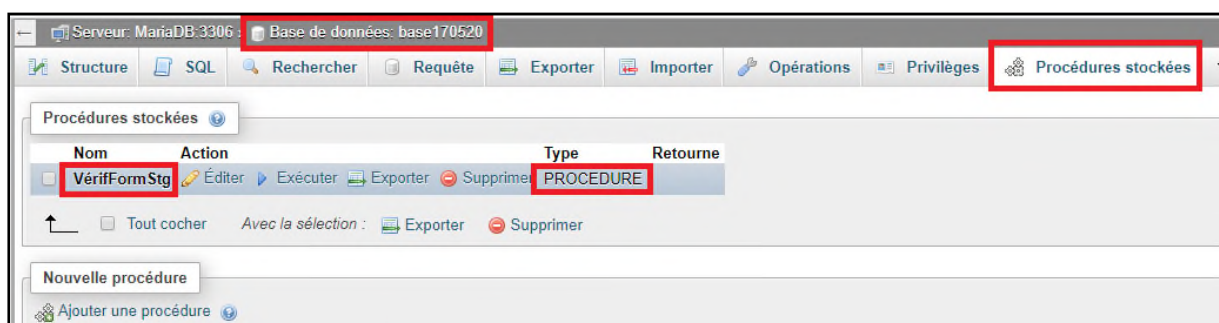 ← Serveur: MariaDB:3306 » Base de données: base170520
Structure SQL Rechercher Requête Exporter Importer Opérations Privilèges Procédures stockées
Procédures stockées
Nom Action Type Retourne
VérifFormStg Éditer Exécuter Exporter Supprimer PROCEDURE
Tout cocher Avec la sélection : Exporter Supprimer
Nouvelle procédure
Ajouter une procédure